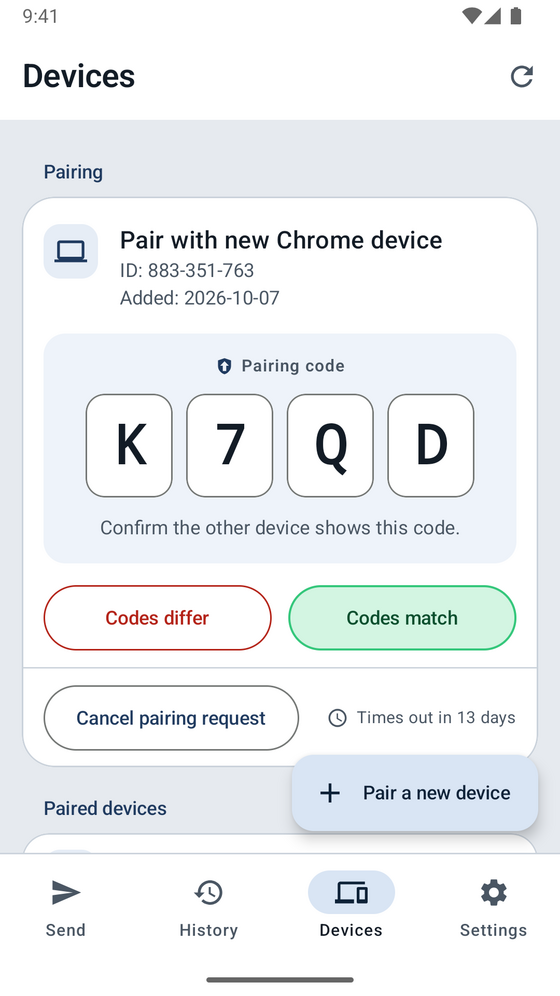 9:41
Devices
Pairing
Pair with new Chrome device
ID: 883-351-763
Added: 2026-10-07
Pairing code
K 7 Q D
Confirm the other device shows this code.
Codes differ
Codes match
Cancel pairing request
Times out in 13 days
Paired devices
Pair a new device
Send
History
Devices
Settings